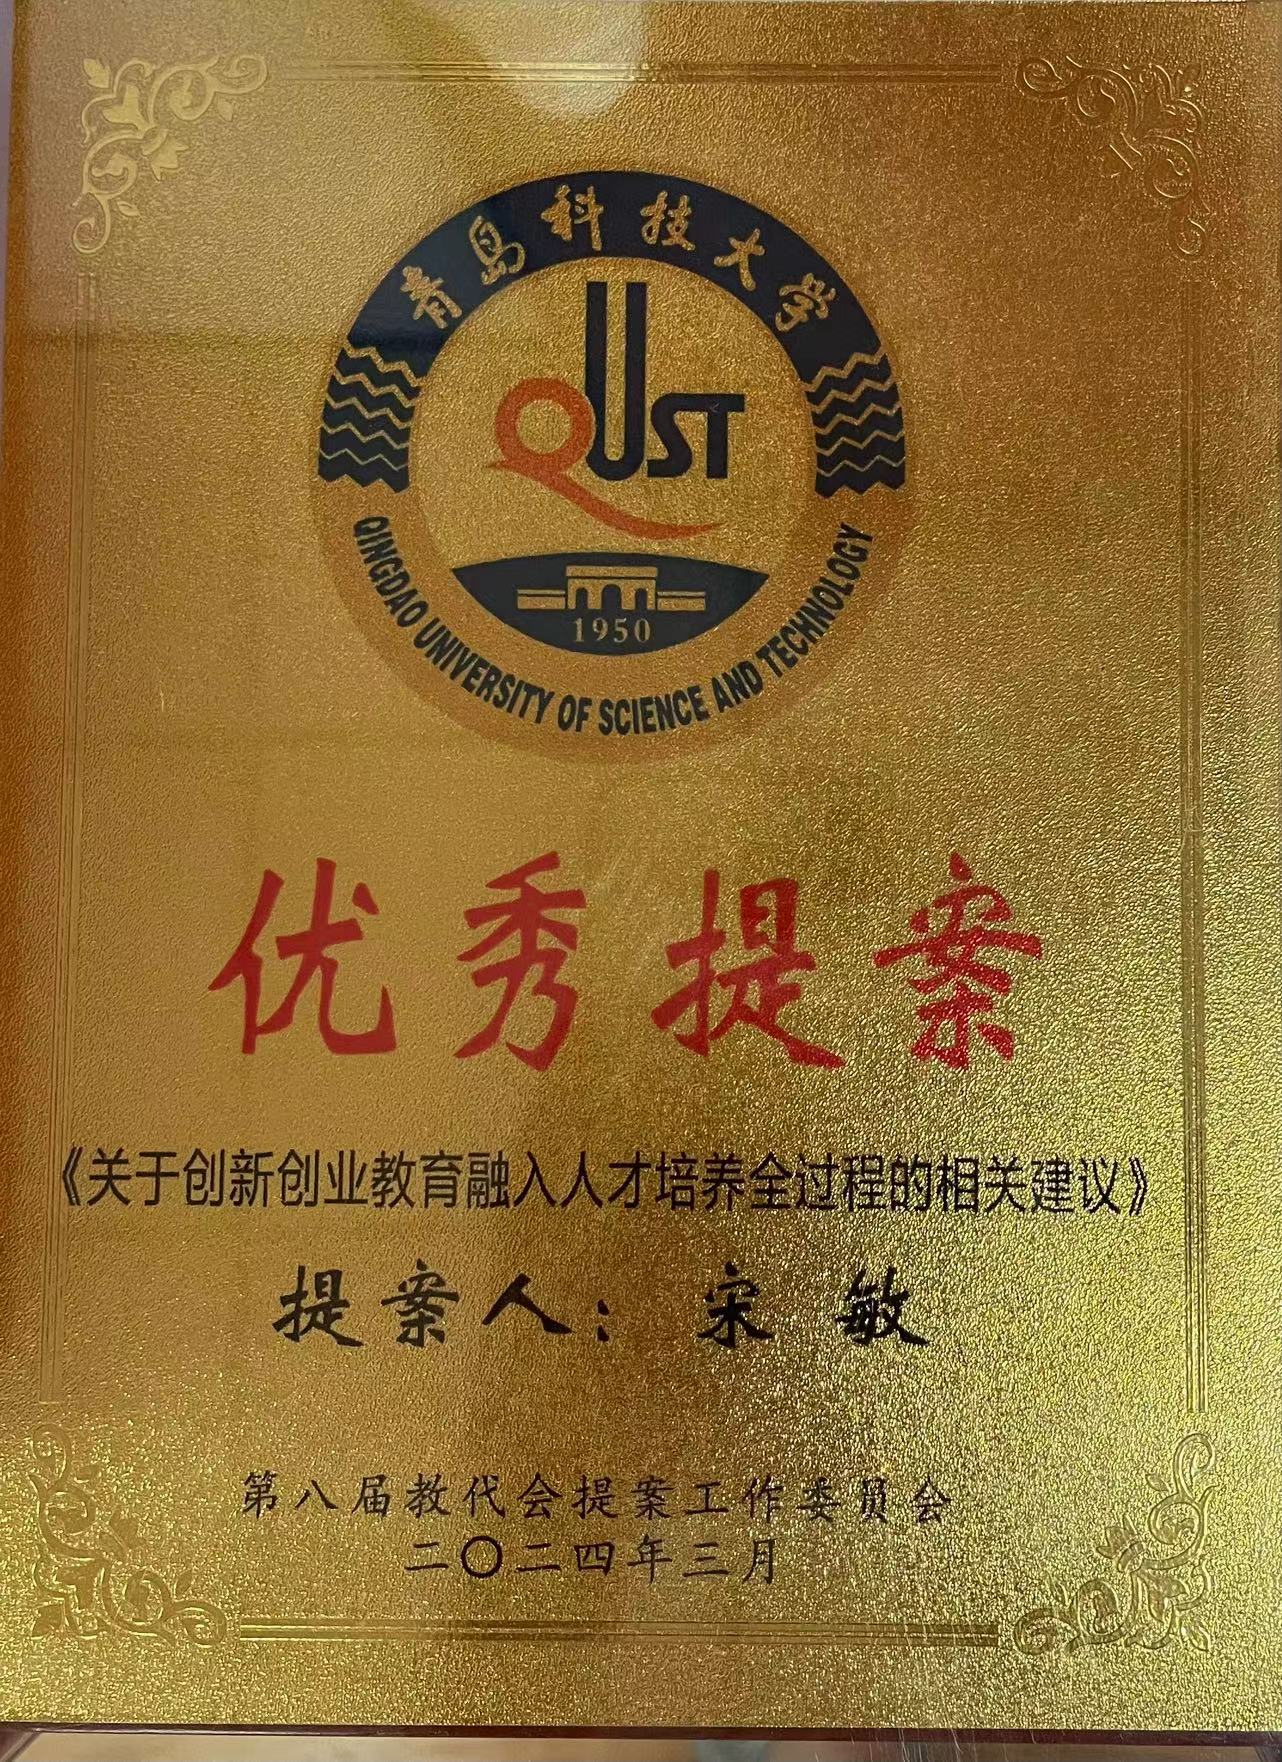 青岛科技大学
QUST
1950
QINGDAO UNIVERSITY OF SCIENCE AND TECHNOLOGY
优秀提案
《关于创新创业教育融入人才培养全过程的相关建议》
提案人：宋 敏
第八届教代会提案工作委员会
二〇二四年三月